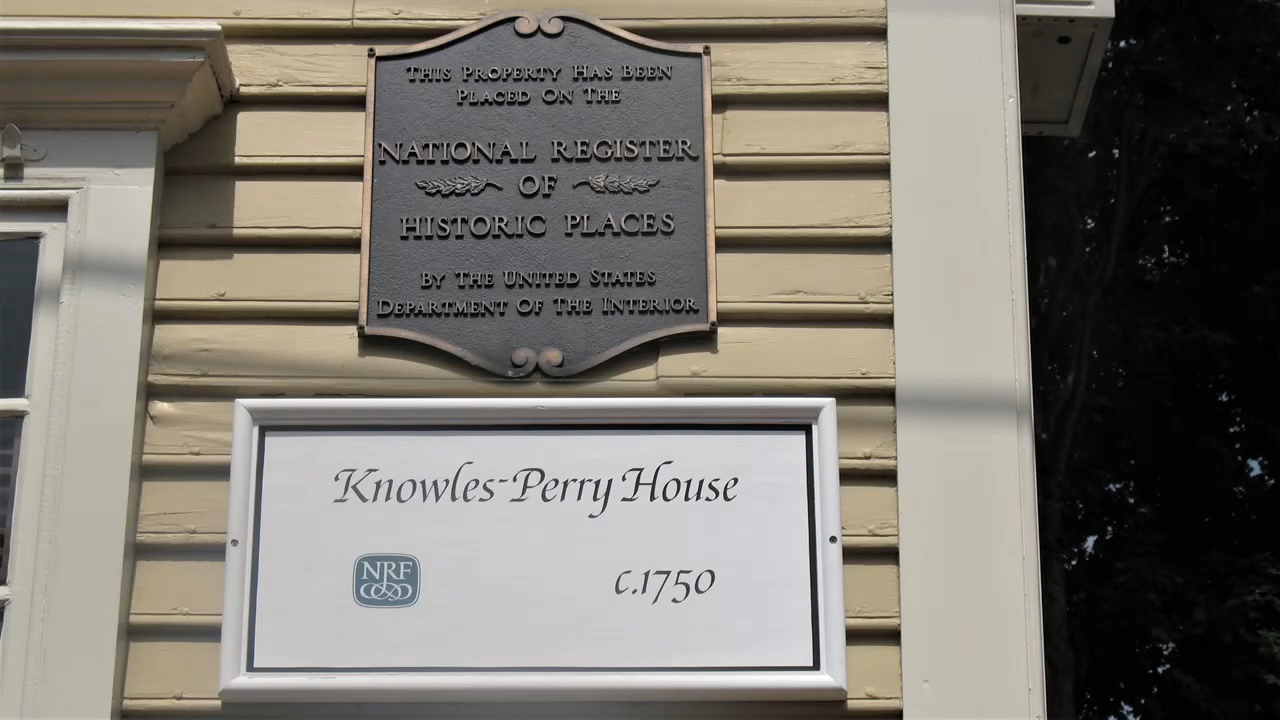 THIS PROPERTY HAS BEEN
PLACED ON THE
NATIONAL REGISTER
OF
HISTORIC PLACES
BY THE UNITED STATES
DEPARTMENT OF THE INTERIOR
Knowles-Perry House
NRF
c.1750